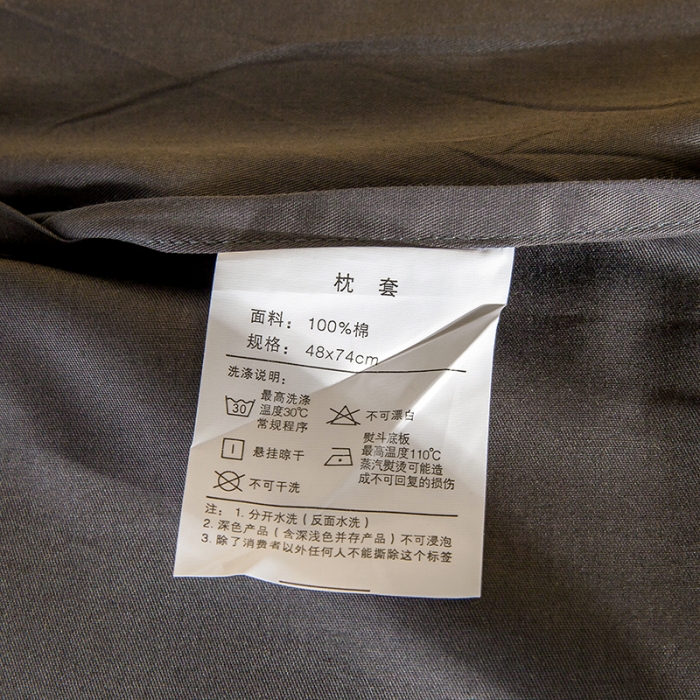 枕 套
面料：100%棉
规格：48x74cm
洗涤说明：
30
最高洗涤
温度30℃
常规程序
不可漂白
悬挂晾干
熨斗底板
最高温度110℃
蒸汽熨烫可能造
成不可回复的损伤
不可干洗
注：1. 分开水洗（反面水洗）
2. 深色产品（含深浅色并存产品）不可浸泡
3. 除了消费者以外任何人不能撕除这个标签